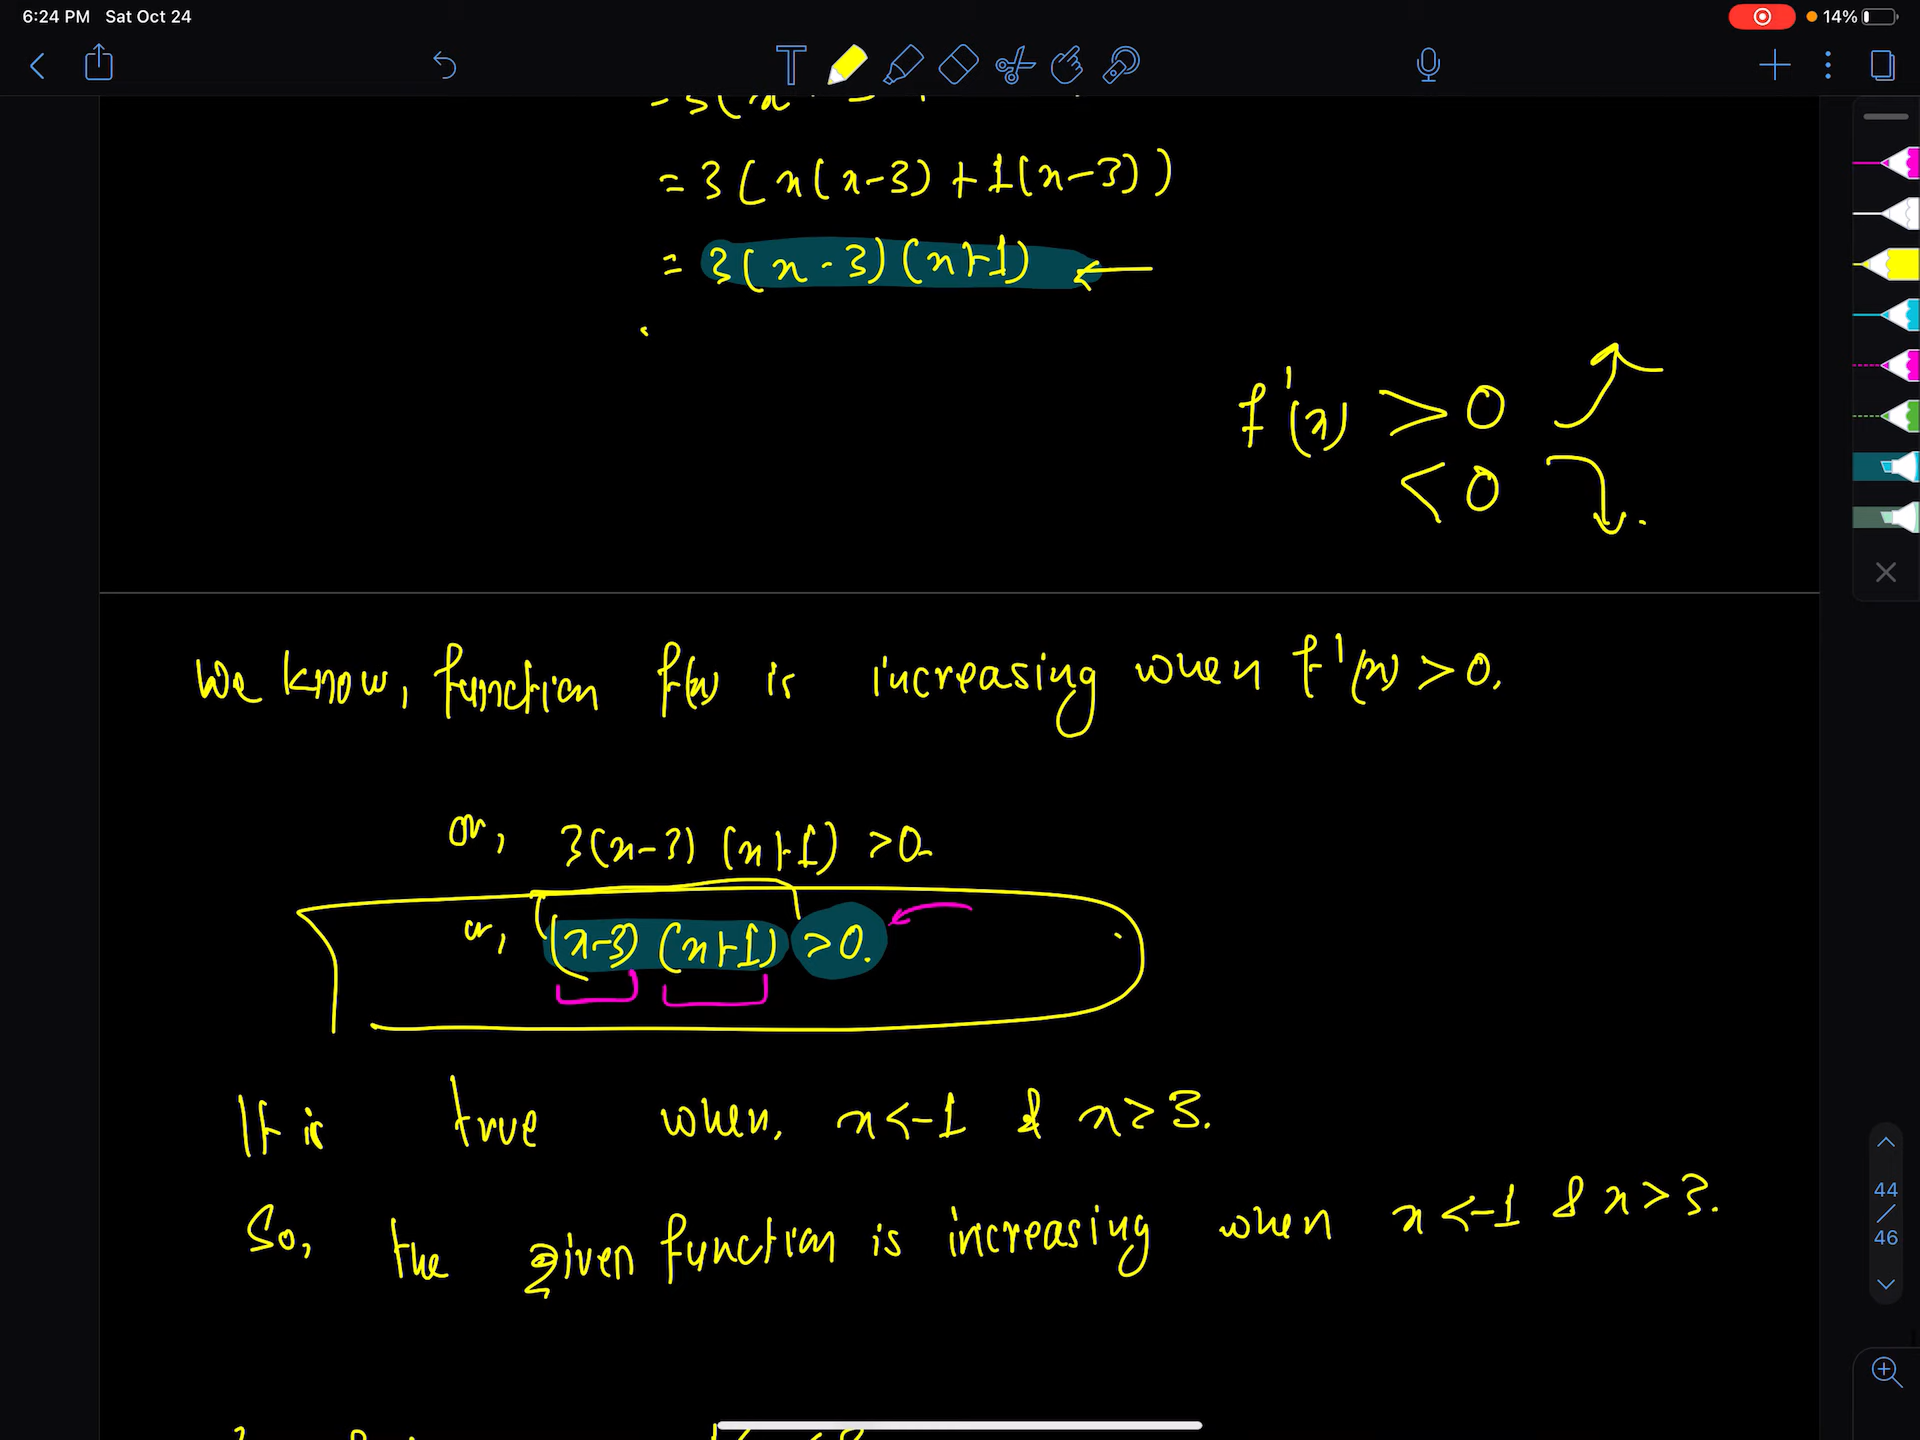 6:24 PM Sat Oct 24
14%
= 3(x(x-3)+1(x-3))
= 3(x-3)(x+1)
f'(x) > 0
< 0
We know, function f(x) is increasing when f'(x) > 0.
or, 3(x-3)(x+1) > 0
or, (x-3)(x+1) > 0.
It is true when, x<-1 & x>3.
So, the given function is increasing when x<-1 & x>3.
44
/
46